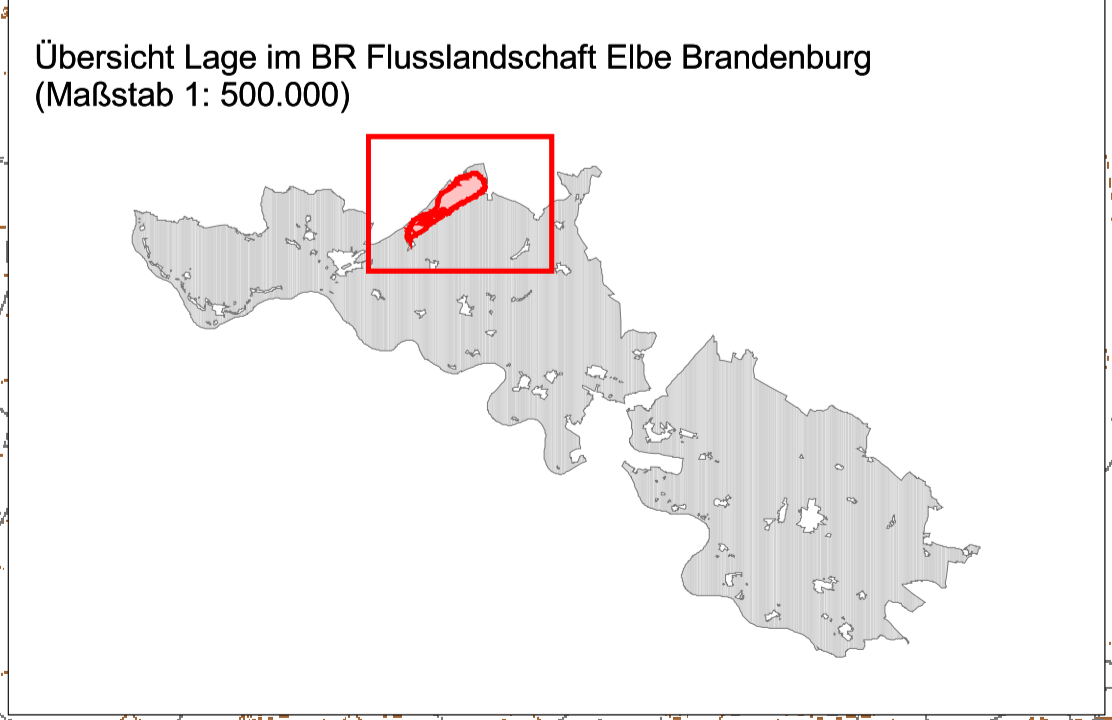 Übersicht Lage im BR Flusslandschaft Elbe Brandenburg
(Maßstab 1: 500.000)